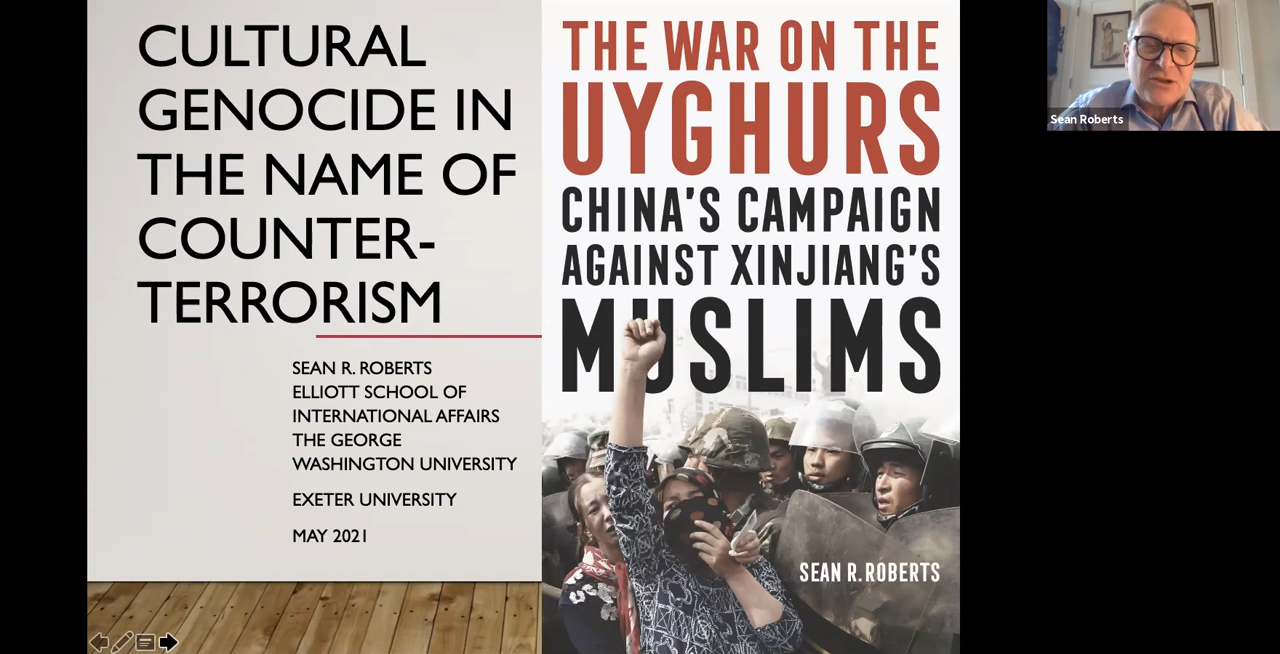 CULTURAL
GENOCIDE IN
THE NAME OF
COUNTER-
TERRORISM
SEAN R. ROBERTS
ELLIOTT SCHOOL OF
INTERNATIONAL AFFAIRS
THE GEORGE
WASHINGTON UNIVERSITY
EXETER UNIVERSITY
MAY 2021
THE WAR ON THE
UYGHURS
CHINA'S CAMPAIGN
AGAINST XINJIANG'S
MUSLIMS
SEAN R. ROBERTS
Sean Roberts